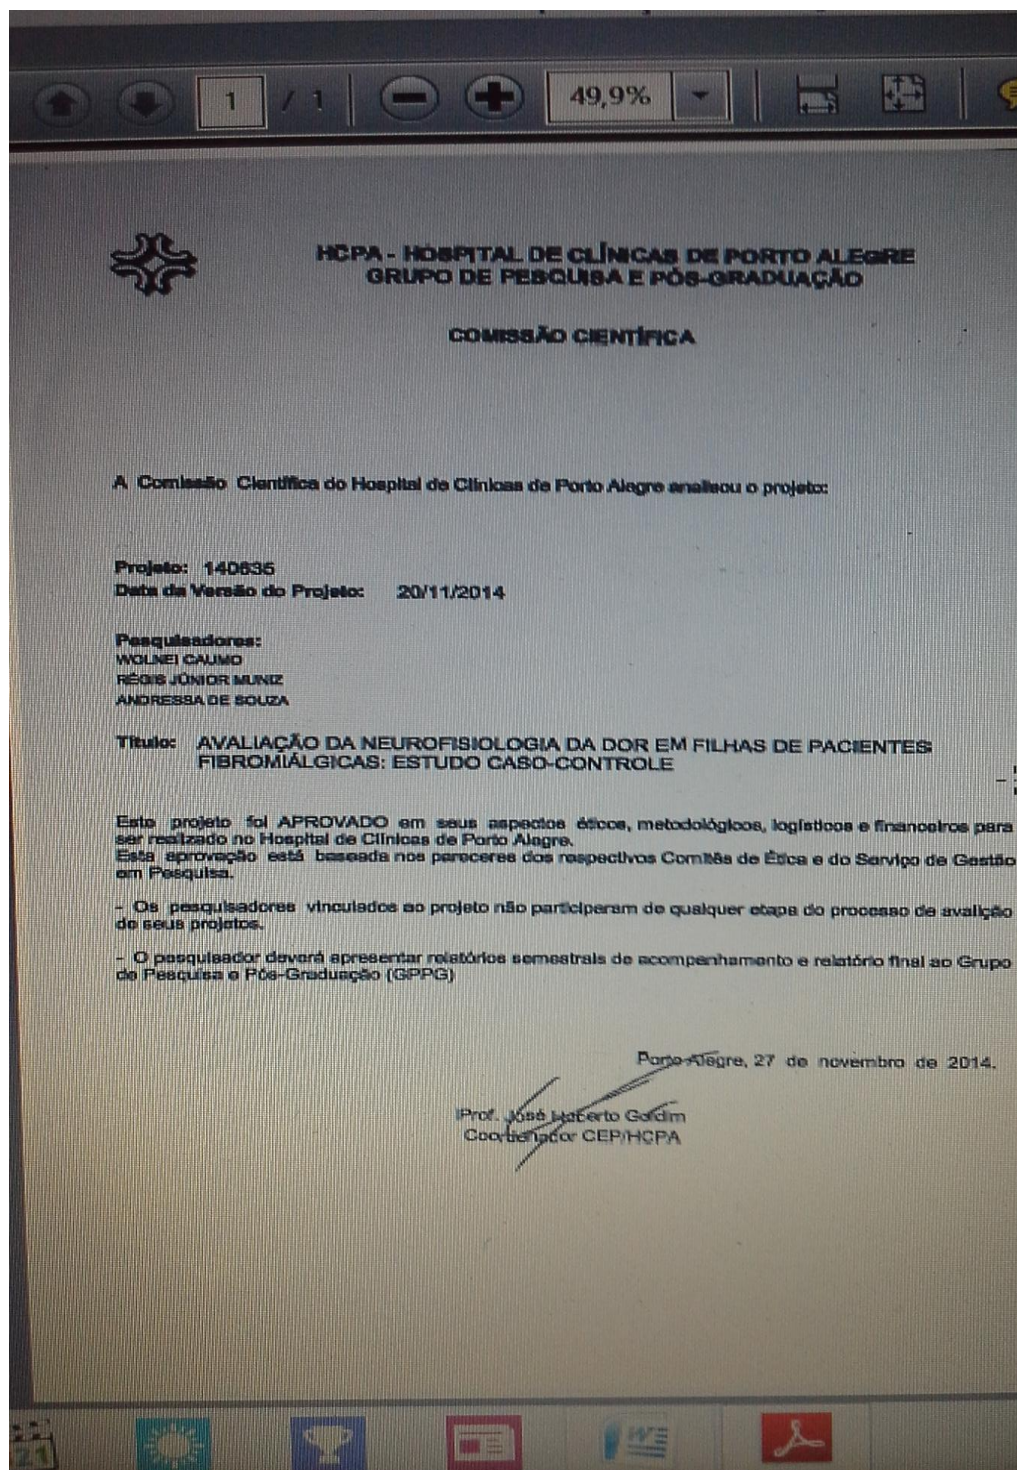 1 / 1
49,9%
HCPA - HOSPITAL DE CLÍNICAS DE PORTO ALEGRE
GRUPO DE PESQUISA E PÓS-GRADUAÇÃO
COMISSÃO CIENTÍFICA
A Comissão Científica do Hospital de Clínicas de Porto Alegre analisou o projeto:
Projeto: 140635
Data da Versão do Projeto: 20/11/2014
Pesquisadores:
WOLNEI CAUMO
RÉGIS JÚNIOR MUNIZ
ANDRESSA DE SOUZA
Título: AVALIAÇÃO DA NEUROFISIOLOGIA DA DOR EM FILHAS DE PACIENTES
FIBROMIÁLGICAS: ESTUDO CASO-CONTROLE
Este projeto foi APROVADO em seus aspectos éticos, metodológicos, logísticos e financeiros para
ser realizado no Hospital de Clínicas de Porto Alegre.
Esta aprovação está baseada nos pareceres dos respectivos Comitês de Ética e do Serviço de Gestão
em Pesquisa.
- Os pesquisadores vinculados ao projeto não participaram de qualquer etapa do processo de avalição
de seus projetos.
- O pesquisador deverá apresentar relatórios semestrais de acompanhamento e relatório final ao Grupo
de Pesquisa e Pós-Graduação (GPPG)
Porto Alegre, 27 de novembro de 2014.
Prof. José Roberto Goldim
Coordenador CEP/HCPA
21
W